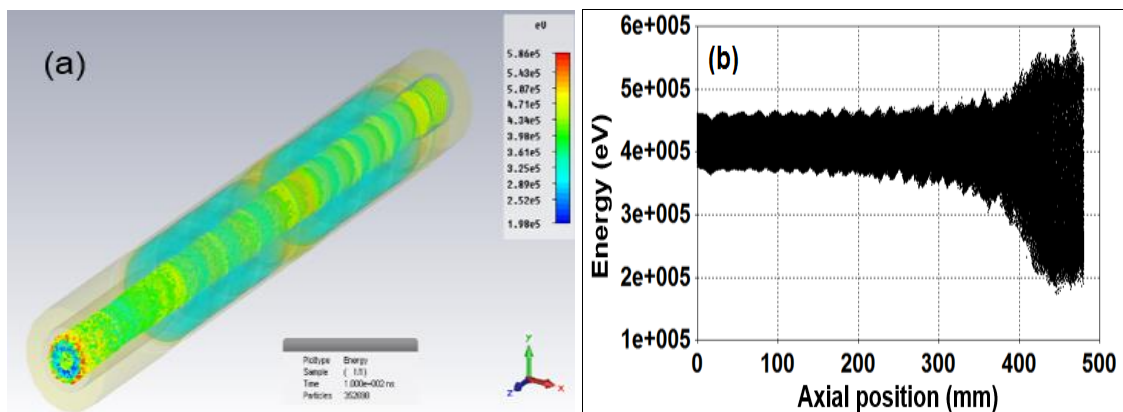 (a)
eV
5.86e5
5.43e5
5.07e5
4.71e5
4.34e5
3.98e5
3.61e5
3.25e5
2.89e5
2.52e5
1.98e5
Plottype Energy
Sample ( 1/1)
Time 1.000e-002 ns
Particles
y
x
z
(b)
6e+005
5e+005
4e+005
3e+005
2e+005
1e+005
Energy (eV)
0 100 200 300 400 500
Axial position (mm)